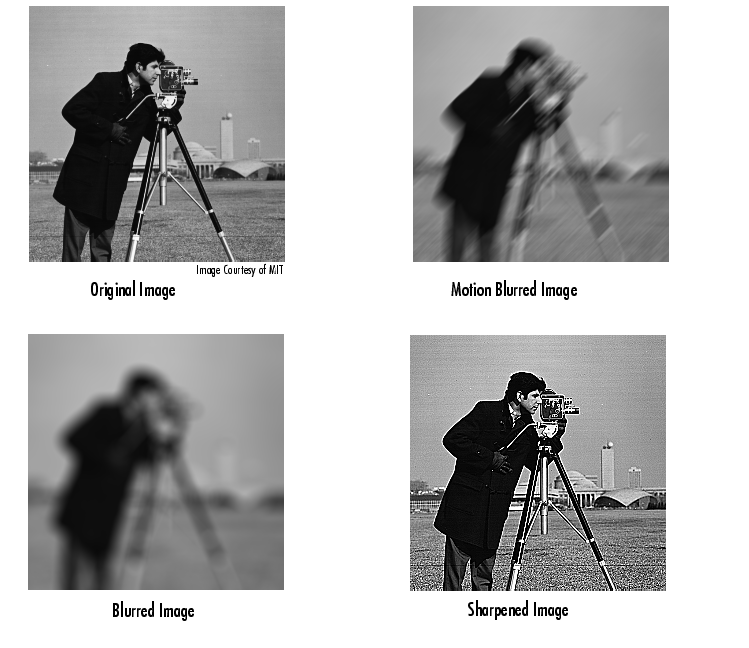 Image Courtesy of MIT
Original Image
Motion Blurred Image
Blurred Image
Sharpened Image